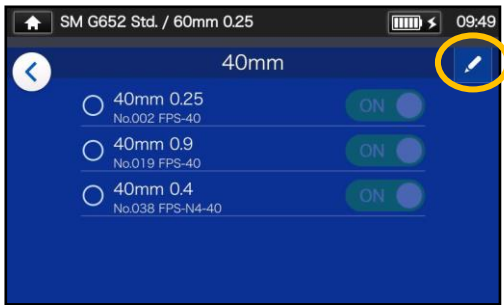 SM G652 Std. / 60mm 0.25 09:49
40mm
40mm 0.25 ON
No.002 FPS-40
40mm 0.9 ON
No.019 FPS-40
40mm 0.4 ON
No.038 FPS-N4-40